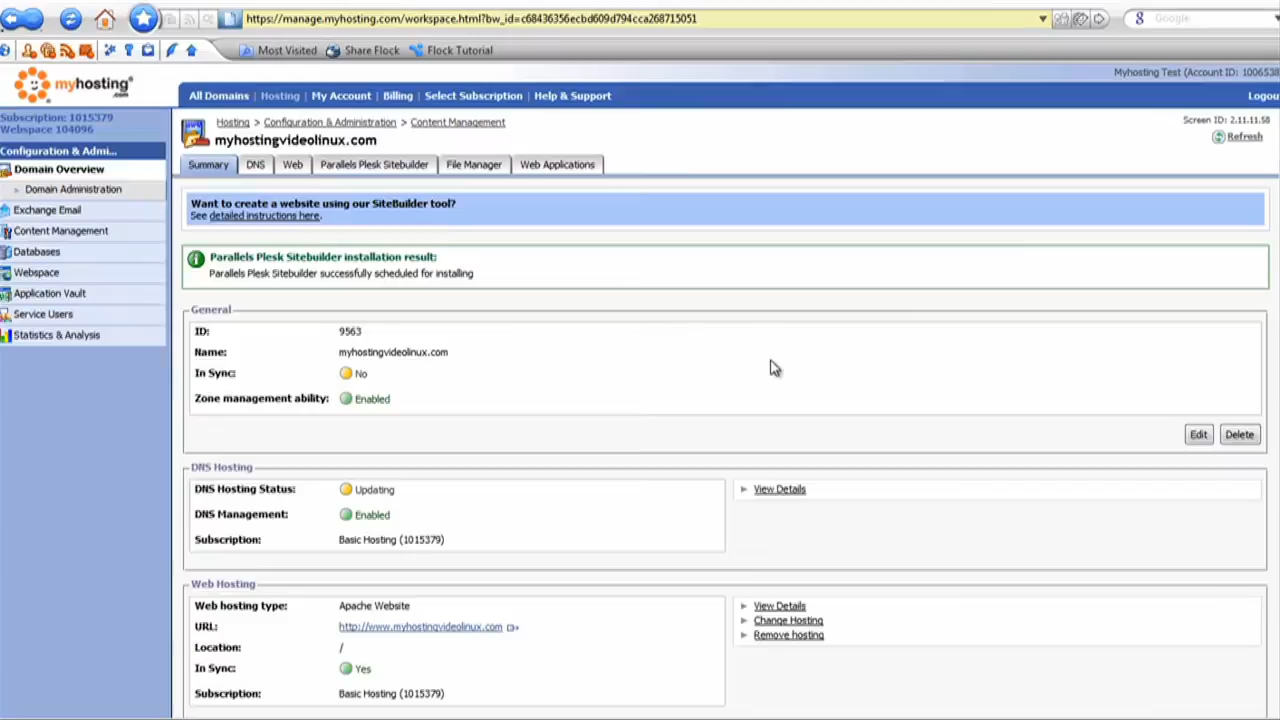 https://manage.myhosting.com/workspace.html?bw_id=c68436356ecbd609d794cca268715051
Google
Most Visited
Share Flock
Flock Tutorial
myhosting
.com
Myhosting Test (Account ID: 1006538
All Domains | Hosting | My Account | Billing | Select Subscription | Help & Support
Logou
Subscription: 1015379
Webspace 104096
Configuration & Admi...
Domain Overview
Domain Administration
Exchange Email
Content Management
Databases
Webspace
Application Vault
Service Users
Statistics & Analysis
Hosting > Configuration & Administration > Content Management
Screen ID: 2.11.11.58
myhostingvideolinux.com
Refresh
Summary
DNS
Web
Parallels Plesk Sitebuilder
File Manager
Web Applications
Want to create a website using our SiteBuilder tool?
See detailed instructions here.
Parallels Plesk Sitebuilder installation result:
Parallels Plesk Sitebuilder successfully scheduled for installing
General
ID: 9563
Name: myhostingvideolinux.com
In Sync: No
Zone management ability: Enabled
Edit
Delete
DNS Hosting
DNS Hosting Status: Updating
View Details
DNS Management: Enabled
Subscription: Basic Hosting (1015379)
Web Hosting
Web hosting type: Apache Website
View Details
URL: http://www.myhostingvideolinux.com
Change Hosting
Remove hosting
Location: /
In Sync: Yes
Subscription: Basic Hosting (1015379)